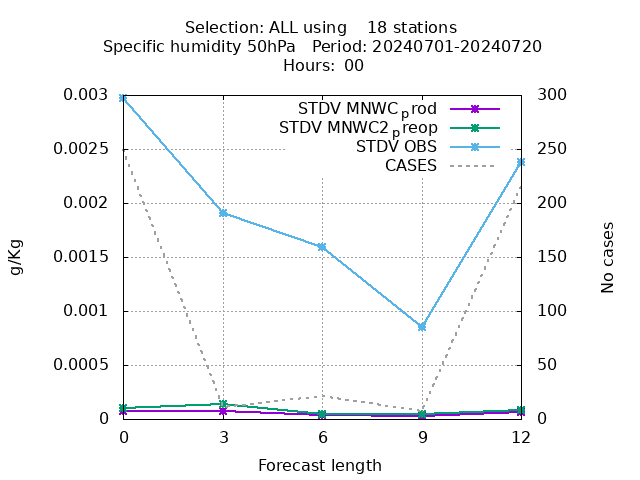 Selection: ALL using    18 stations
Specific humidity 50hPa   Period: 20240701-20240720
Hours: 00
0.003
0.0025
0.002
0.0015
0.001
0.0005
0
g/Kg
STDV MNWCprod
STDV MNWC2preop
STDV OBS
CASES
300
250
200
150
100
50
0
No cases
0 3 6 9 12
Forecast length